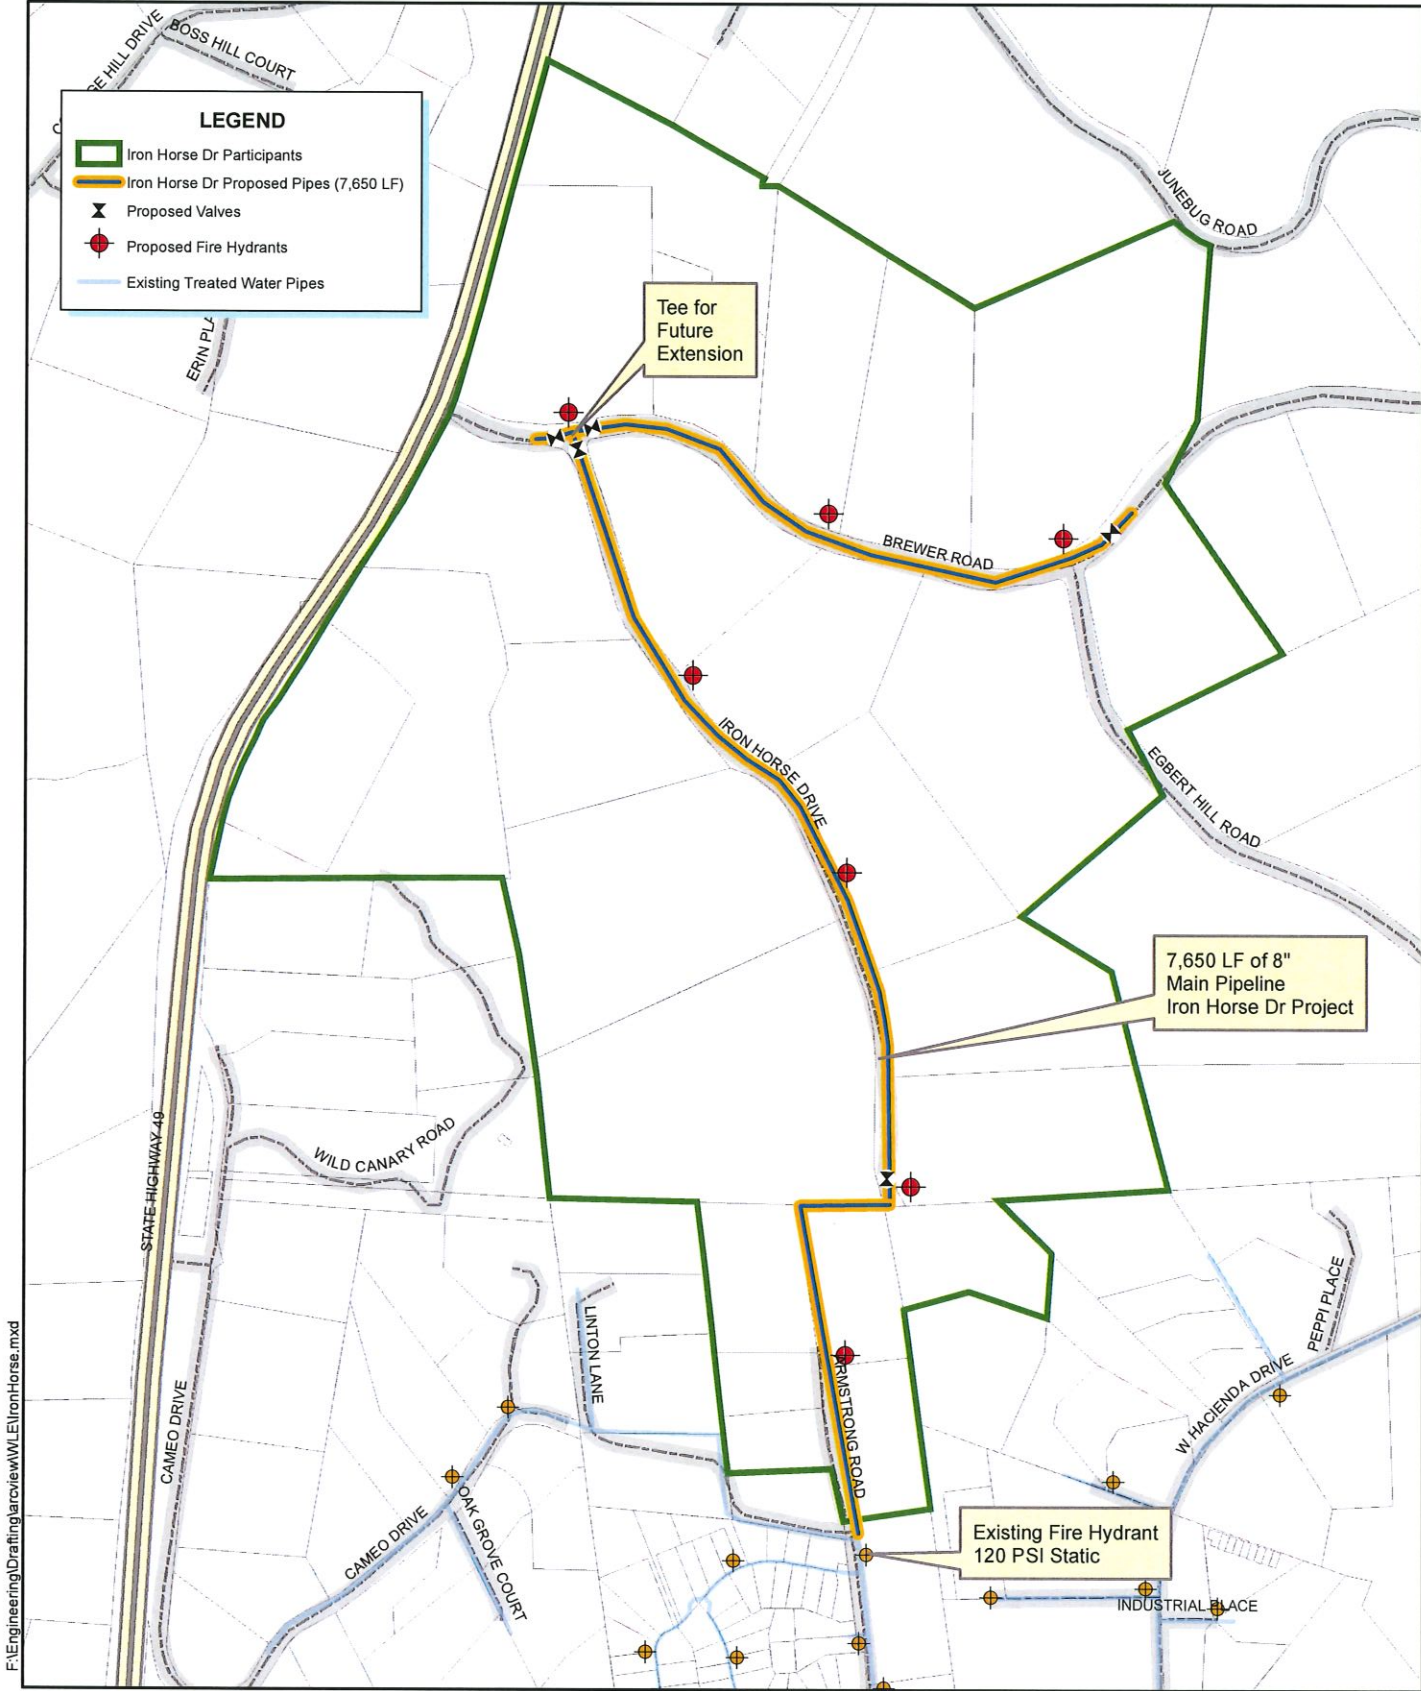 BOSS HILL COURT
GE HILL DRIVE
LEGEND
Iron Horse Dr Participants
Iron Horse Dr Proposed Pipes (7,650 LF)
Proposed Valves
Proposed Fire Hydrants
Existing Treated Water Pipes
JUNEBUG ROAD
ERIN PLA
Tee for
Future
Extension
BREWER ROAD
IRON HORSE DRIVE
EGBERT HILL ROAD
7,650 LF of 8"
Main Pipeline
Iron Horse Dr Project
STATE HIGHWAY 49
WILD CANARY ROAD
LINTON LANE
PEPPI PLACE
W HACIENDA DRIVE
CAMEO DRIVE
ARMSTRONG ROAD
CAMEO DRIVE
OAK GROVE COURT
Existing Fire Hydrant
120 PSI Static
INDUSTRIAL PLACE
F:\Engineering\Drafting\arcview\WLE\IronHorse.mxd